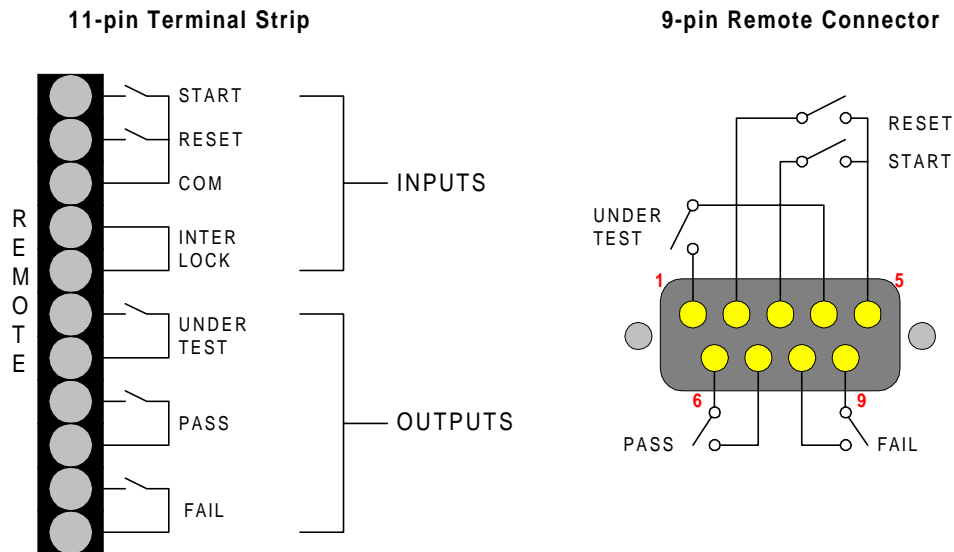 11-pin Terminal Strip
REMOTE
START
RESET
COM
INTER
LOCK
UNDER
TEST
PASS
FAIL
INPUTS
OUTPUTS
9-pin Remote Connector
RESET
START
UNDER
TEST
1
5
6
9
PASS
FAIL